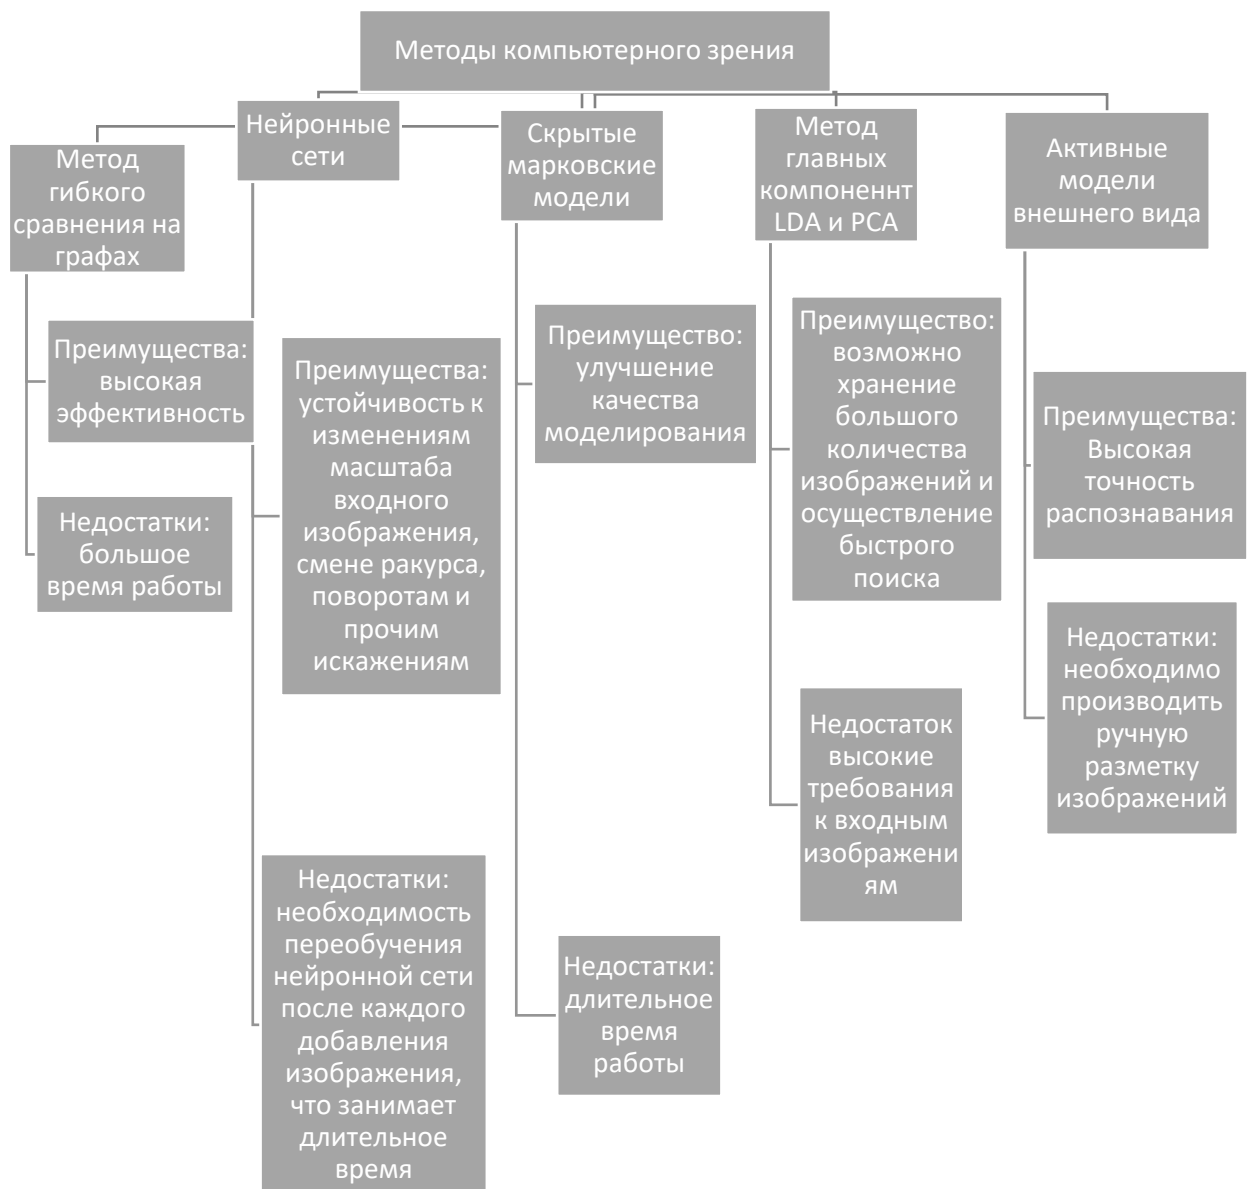 Методы компьютерного зрения
Метод
гибкого
сравнения на
графах
Преимущества:
высокая
эффективность
Недостатки:
большое
время работы
Нейронные
сети
Преимущества:
устойчивость к
изменениям
масштаба
входного
изображения,
смене ракурса,
поворотам и
прочим
искажениям
Недостатки:
необходимость
переобучения
нейронной сети
после каждого
добавления
изображения,
что занимает
длительное
время
Скрытые
марковские
модели
Преимущество:
улучшение
качества
моделирования
Недостатки:
длительное
время
работы
Метод
главных
компоненнт
LDA и PCA
Преимущество:
возможно
хранение
большого
количества
изображений и
осуществление
быстрого
поиска
Недостаток
высокие
требования
к входным
изображени
ям
Активные
модели
внешнего вида
Преимущества:
Высокая
точность
распознавания
Недостатки:
необходимо
производить
ручную
разметку
изображений